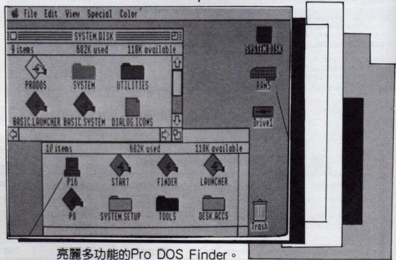 File Edit View Special Color
SYSTEM.DISK
9 items 682K used 118K available
PRODOS SYSTEM UTILITIES
BASIC.LAUNCHER BASIC.SYSTEM DIALOG.ICONS
SYSTEM.DISK
RAM5
Drive1
10 items 682K used 118K available
P16 START FINDER LAUNCHER
P8 SYSTEM.SETUP TOOLS DESK.ACCS
Trash
亮麗多功能的Pro DOS Finder。